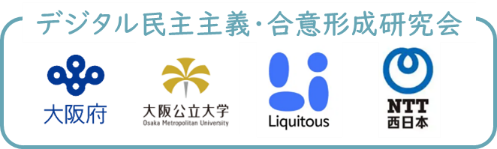 デジタル民主主義・合意形成研究会
大阪府
大阪公立大学
Osaka Metropolitan University
Liquitous
NTT
西日本